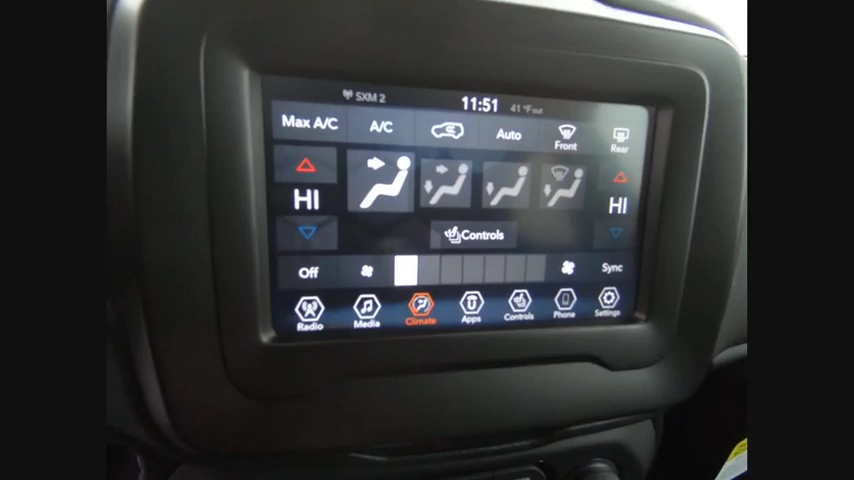 SXM 2 11:51 41 °F out
Max A/C A/C Auto Front Rear
HI HI
Controls
Off Sync
Radio Media Climate Apps Controls Phone Settings